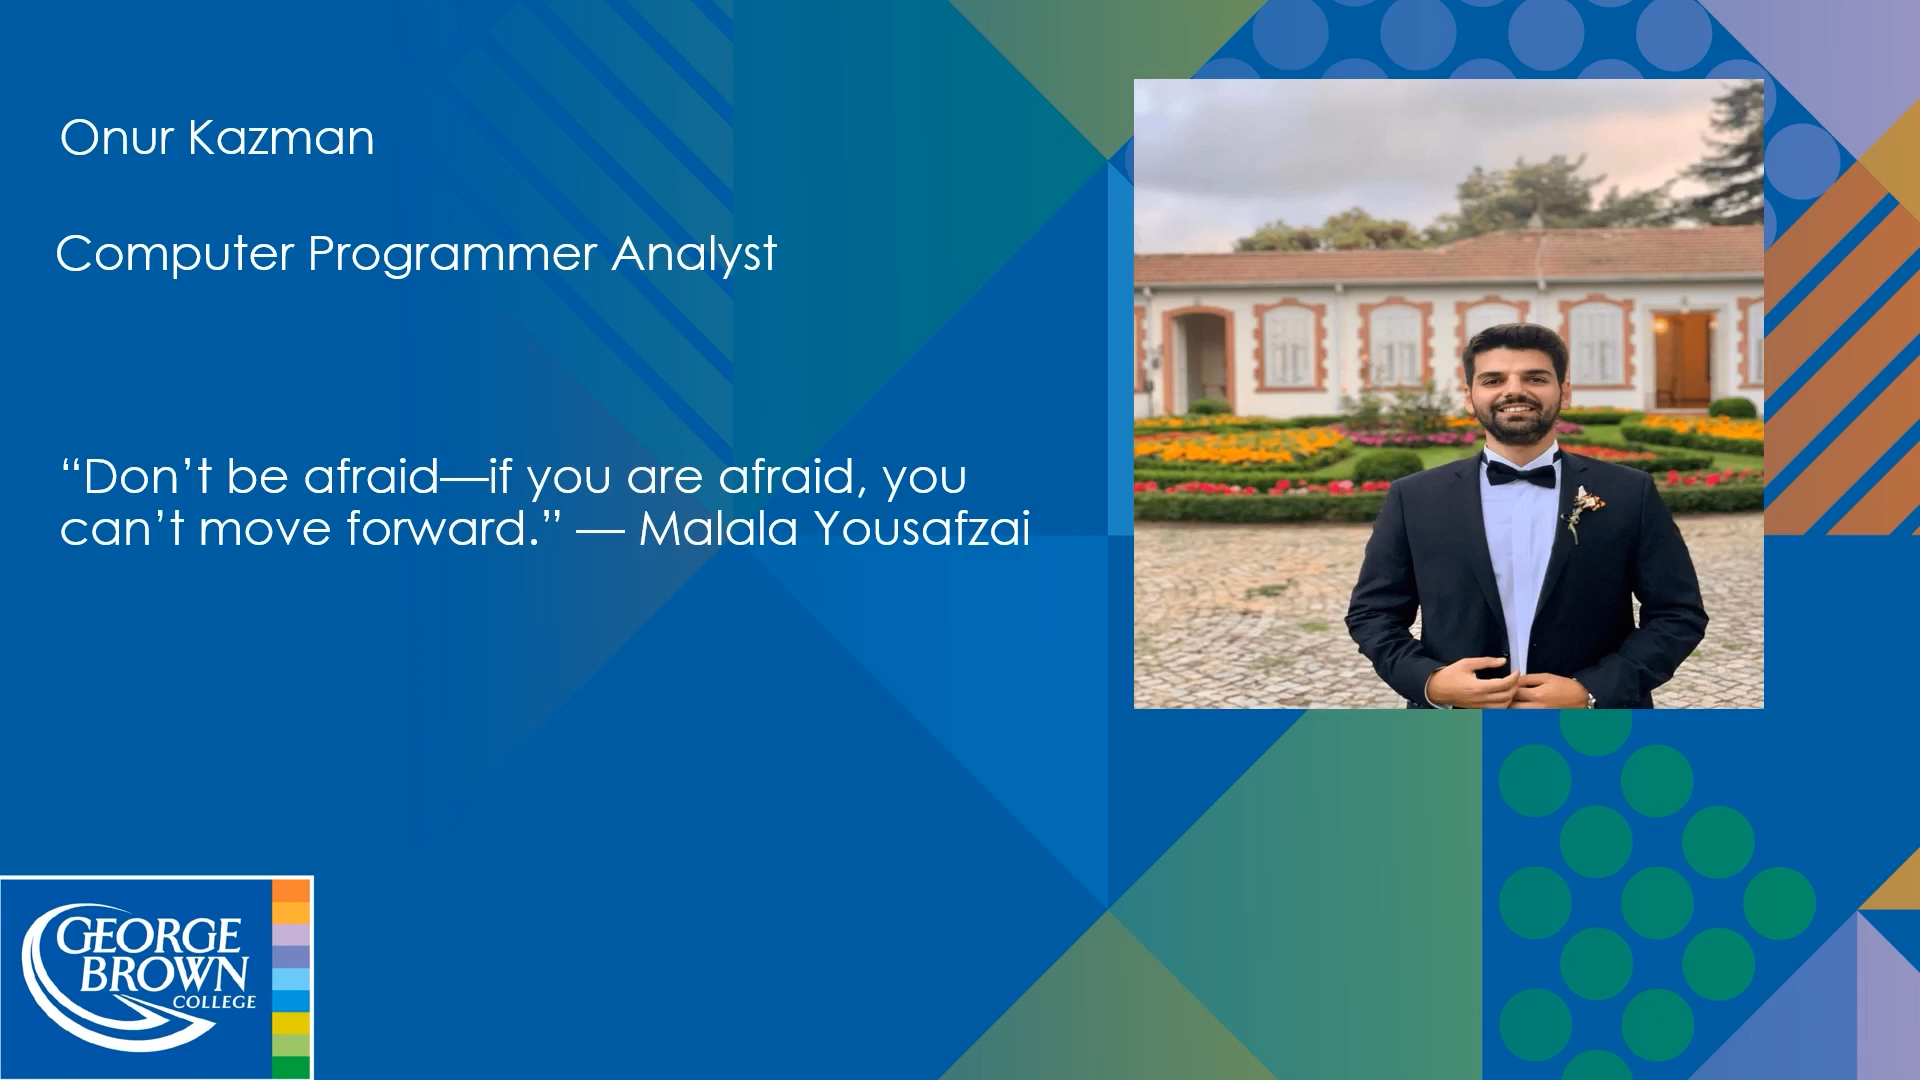 Onur Kazman
Computer Programmer Analyst
“Don’t be afraid—if you are afraid, you
can’t move forward.” — Malala Yousafzai
GEORGE
BROWN
COLLEGE